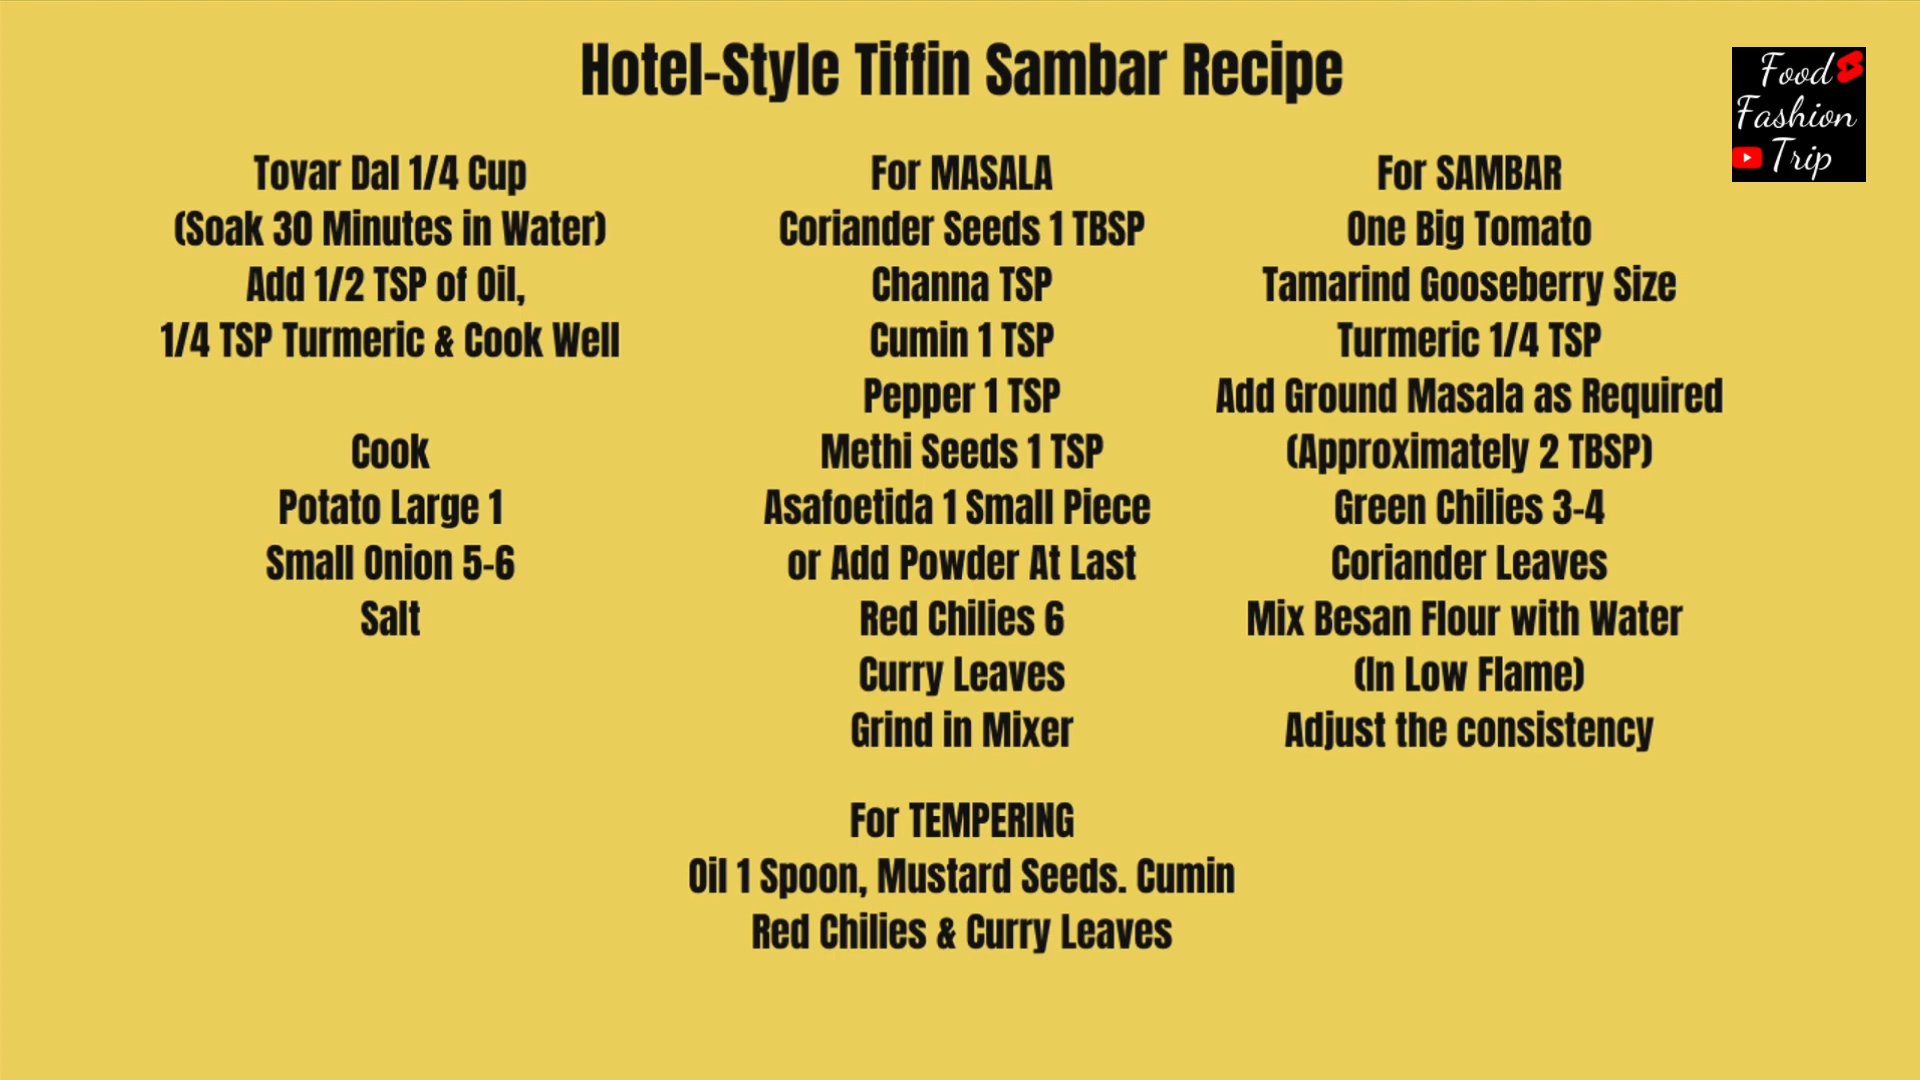 Hotel-Style Tiffin Sambar Recipe
Food
Fashion
Trip
Tovar Dal 1/4 Cup
(Soak 30 Minutes in Water)
Add 1/2 TSP of Oil,
1/4 TSP Turmeric & Cook Well
Cook
Potato Large 1
Small Onion 5-6
Salt
For MASALA
Coriander Seeds 1 TBSP
Channa TSP
Cumin 1 TSP
Pepper 1 TSP
Methi Seeds 1 TSP
Asafoetida 1 Small Piece
or Add Powder At Last
Red Chilies 6
Curry Leaves
Grind in Mixer
For SAMBAR
One Big Tomato
Tamarind Gooseberry Size
Turmeric 1/4 TSP
Add Ground Masala as Required
(Approximately 2 TBSP)
Green Chilies 3-4
Coriander Leaves
Mix Besan Flour with Water
(In Low Flame)
Adjust the consistency
For TEMPERING
Oil 1 Spoon, Mustard Seeds. Cumin
Red Chilies & Curry Leaves